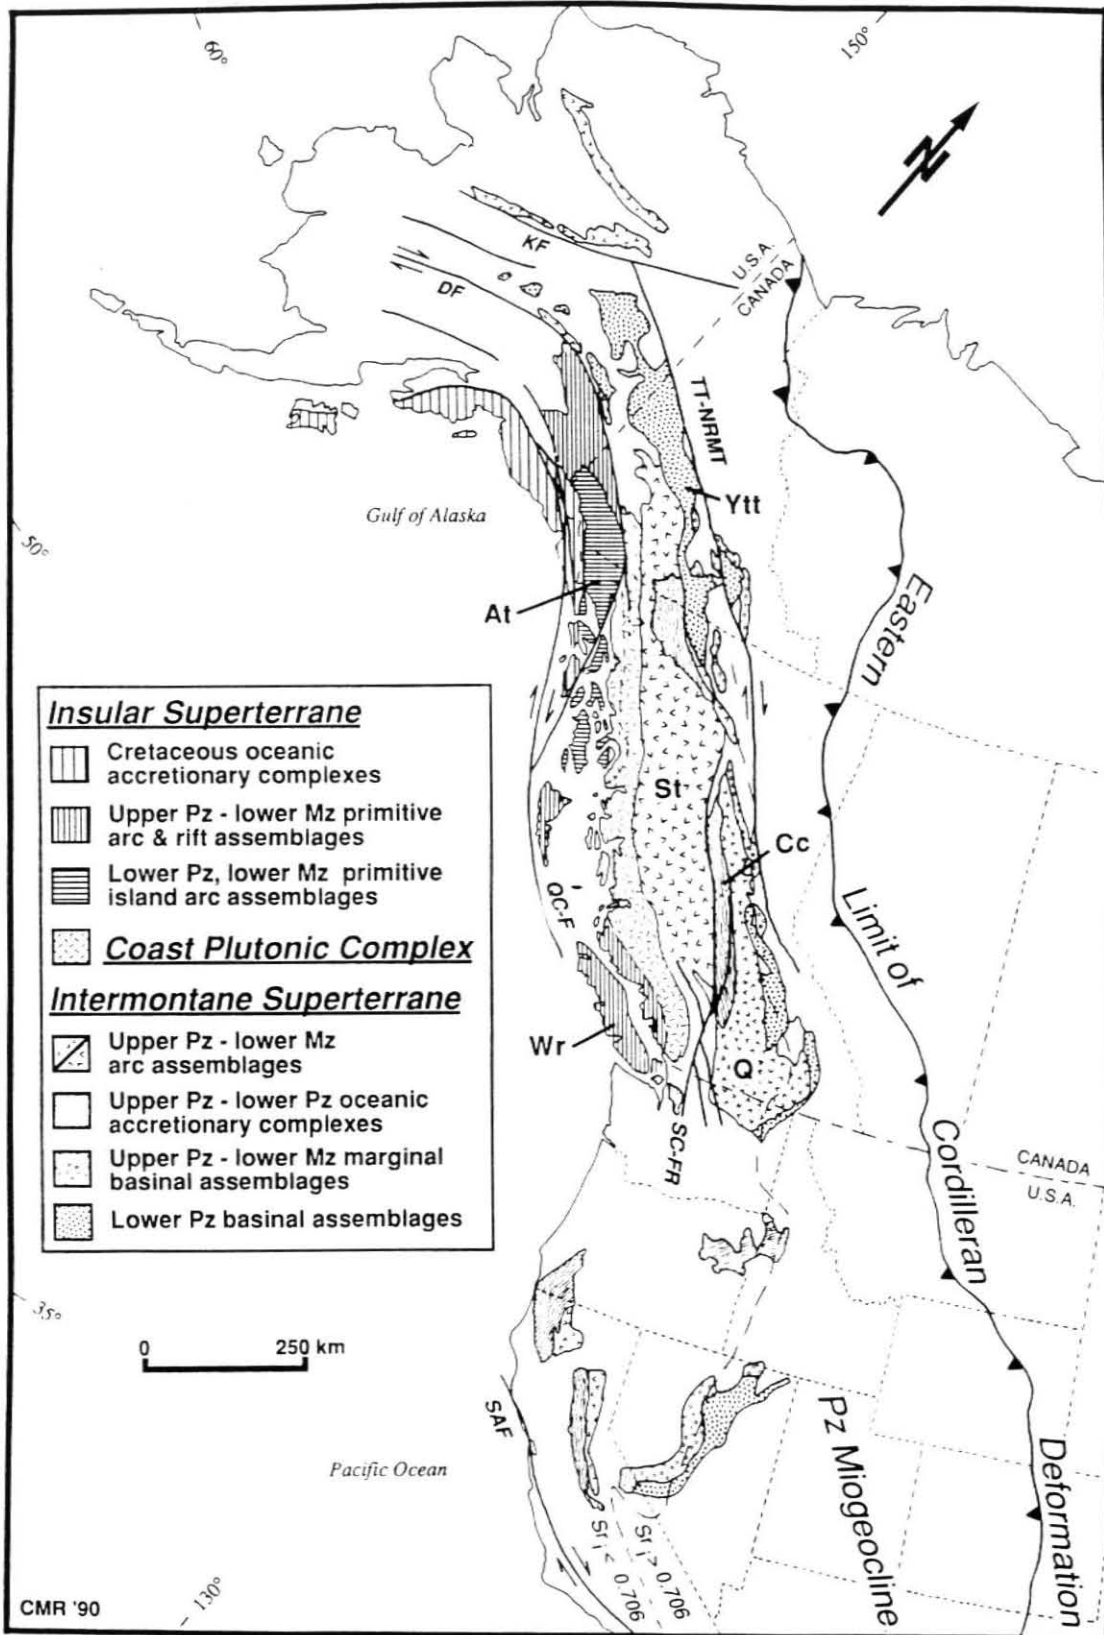 60°
150°
N
KF
DF
U.S.A.
CANADA
TT-NRMT
Ytt
Gulf of Alaska
50°
At
Eastern
Insular Superterrane
Cretaceous oceanic
accretionary complexes
Upper Pz - lower Mz primitive
arc & rift assemblages
Lower Pz, lower Mz primitive
island arc assemblages
Coast Plutonic Complex
Intermontane Superterrane
Upper Pz - lower Mz
arc assemblages
Upper Pz - lower Pz oceanic
accretionary complexes
Upper Pz - lower Mz marginal
basinal assemblages
Lower Pz basinal assemblages
St
Cc
QC-F
Limit of
Wr
Q
SC-FR
Cordilleran
CANADA
U.S.A.
35°
0 250 km
SAF
Pacific Ocean
Pz Miogeocline
Deformation
Sri < 0.706
Sri > 0.706
CMR '90
130°